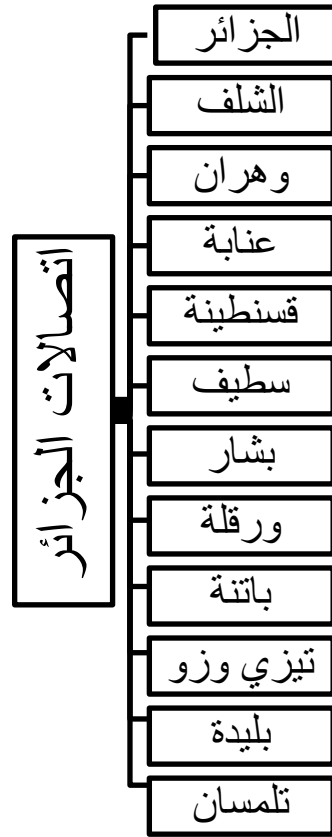 اتصالات الجزائر
الجزائر
الشلف
وهران
عنابة
قسنطينة
سطيف
بشار
ورقلة
باتنة
تيزي وزو
بليدة
تلمسان